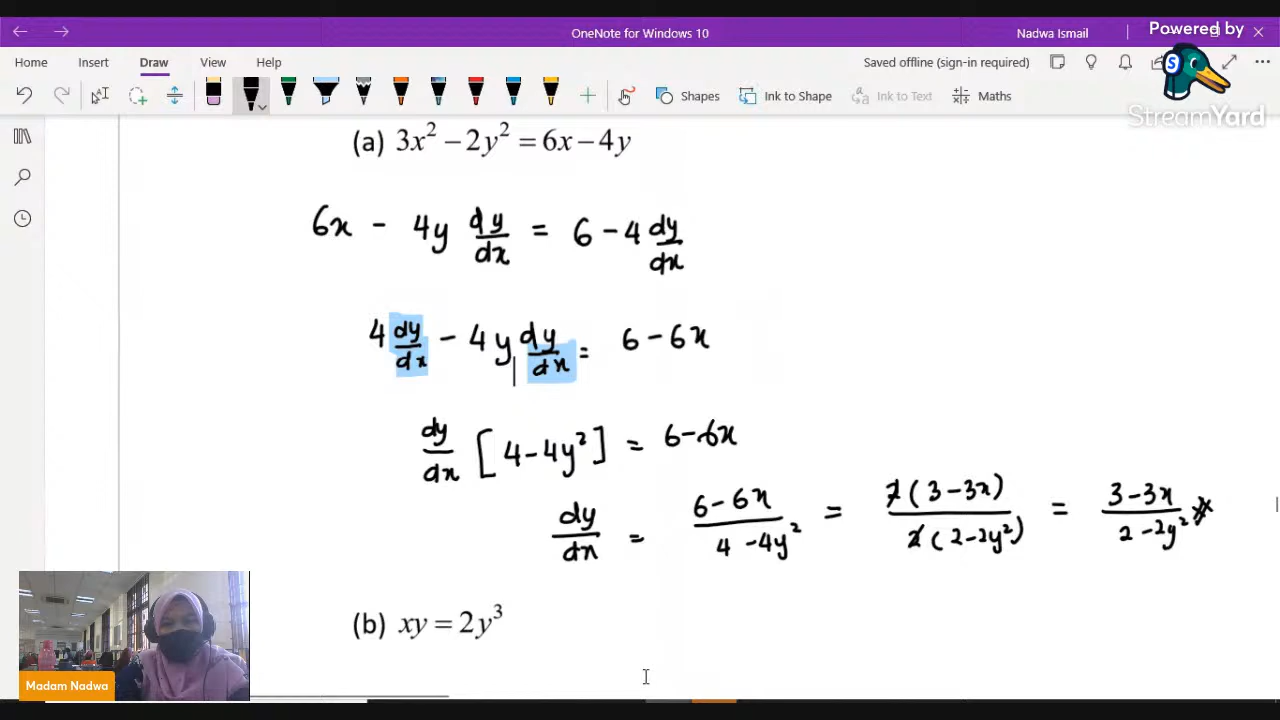 OneNote for Windows 10
Nadwa Ismail
Powered by
StreamYard
Home Insert Draw View Help
Saved offline (sign-in required)
Shapes Ink to Shape Ink to Text Maths
(a) 3x² − 2y² = 6x − 4y
6x - 4y dy/dx = 6 - 4 dy/dx
4 dy/dx - 4y dy/dx = 6 - 6x
dy/dx [4 - 4y²] = 6 - 6x
dy/dx = (6 - 6x)/(4 - 4y²) = 2(3 - 3x)/2(2 - 2y²) = (3 - 3x)/(2 - 2y²)
(b) xy = 2y³
Madam Nadwa